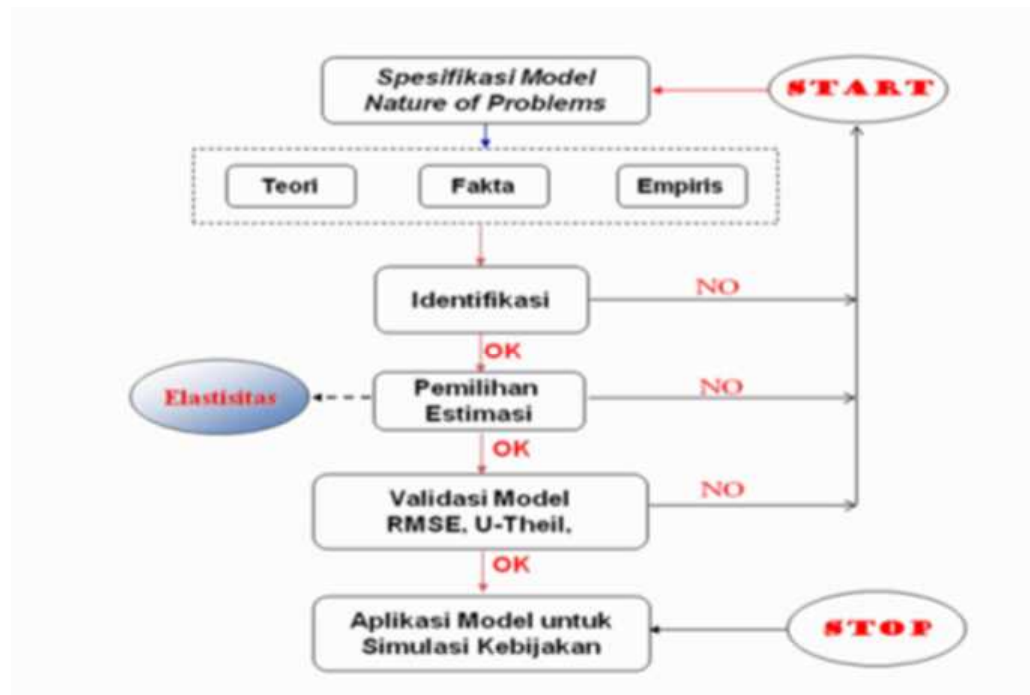 Spesifikasi Model
Nature of Problems
START
Teori
Fakta
Empiris
Identifikasi
NO
OK
Elastisitas
Pemilihan
Estimasi
NO
OK
Validasi Model
RMSE, U-Theil,
NO
OK
Aplikasi Model untuk
Simulasi Kebijakan
STOP